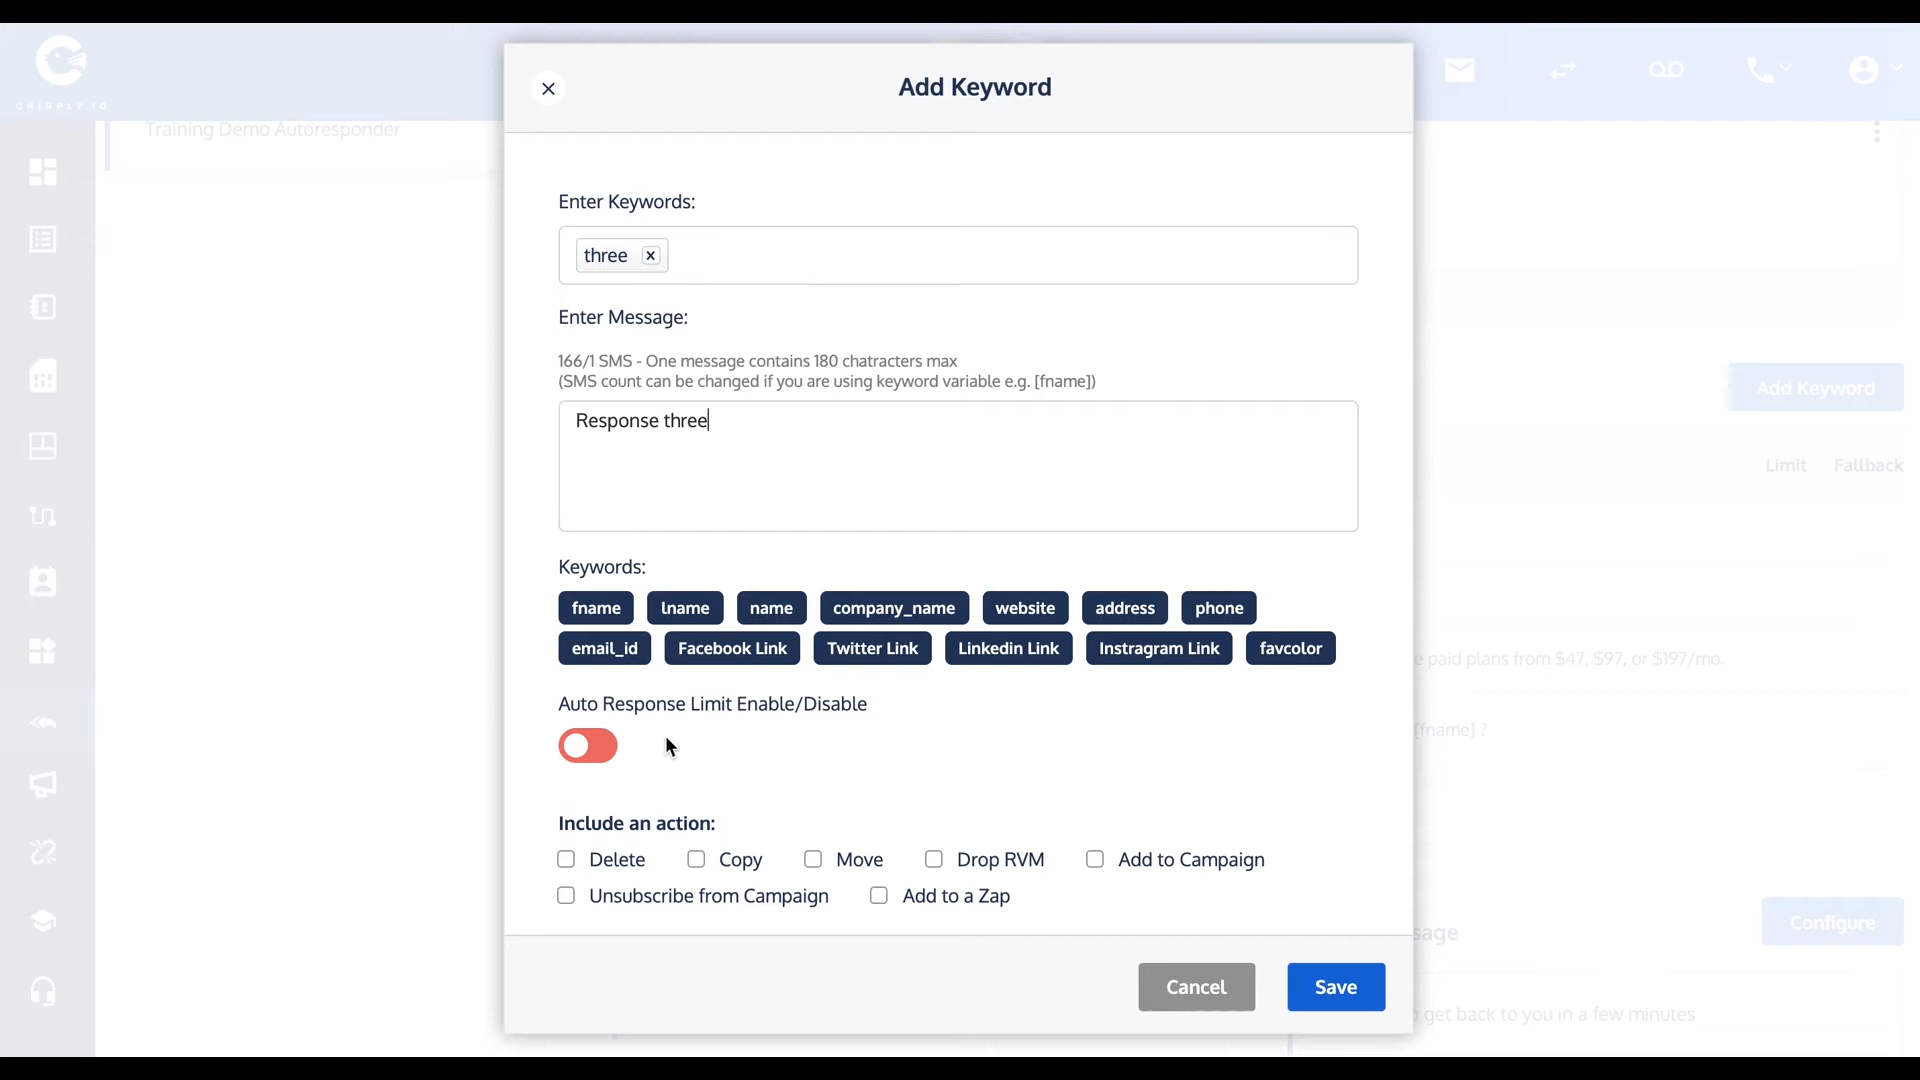 Add Keyword
CHIRPLY.IO
Training Demo Autoresponder
Enter Keywords:
three
Enter Message:
166/1 SMS - One message contains 180 chatracters max
(SMS count can be changed if you are using keyword variable e.g. [fname])
Add Keyword
Response three
Limit Fallback
Keywords:
fname lname name company_name website address phone
email_id Facebook Link Twitter Link Linkedin Link Instragram Link favcolor
e paid plans from $47, $97, or $197/mo.
Auto Response Limit Enable/Disable
[fname] ?
Include an action:
Delete Copy Move Drop RVM Add to Campaign
Unsubscribe from Campaign Add to a Zap
sage
Configure
Cancel Save
get back to you in a few minutes